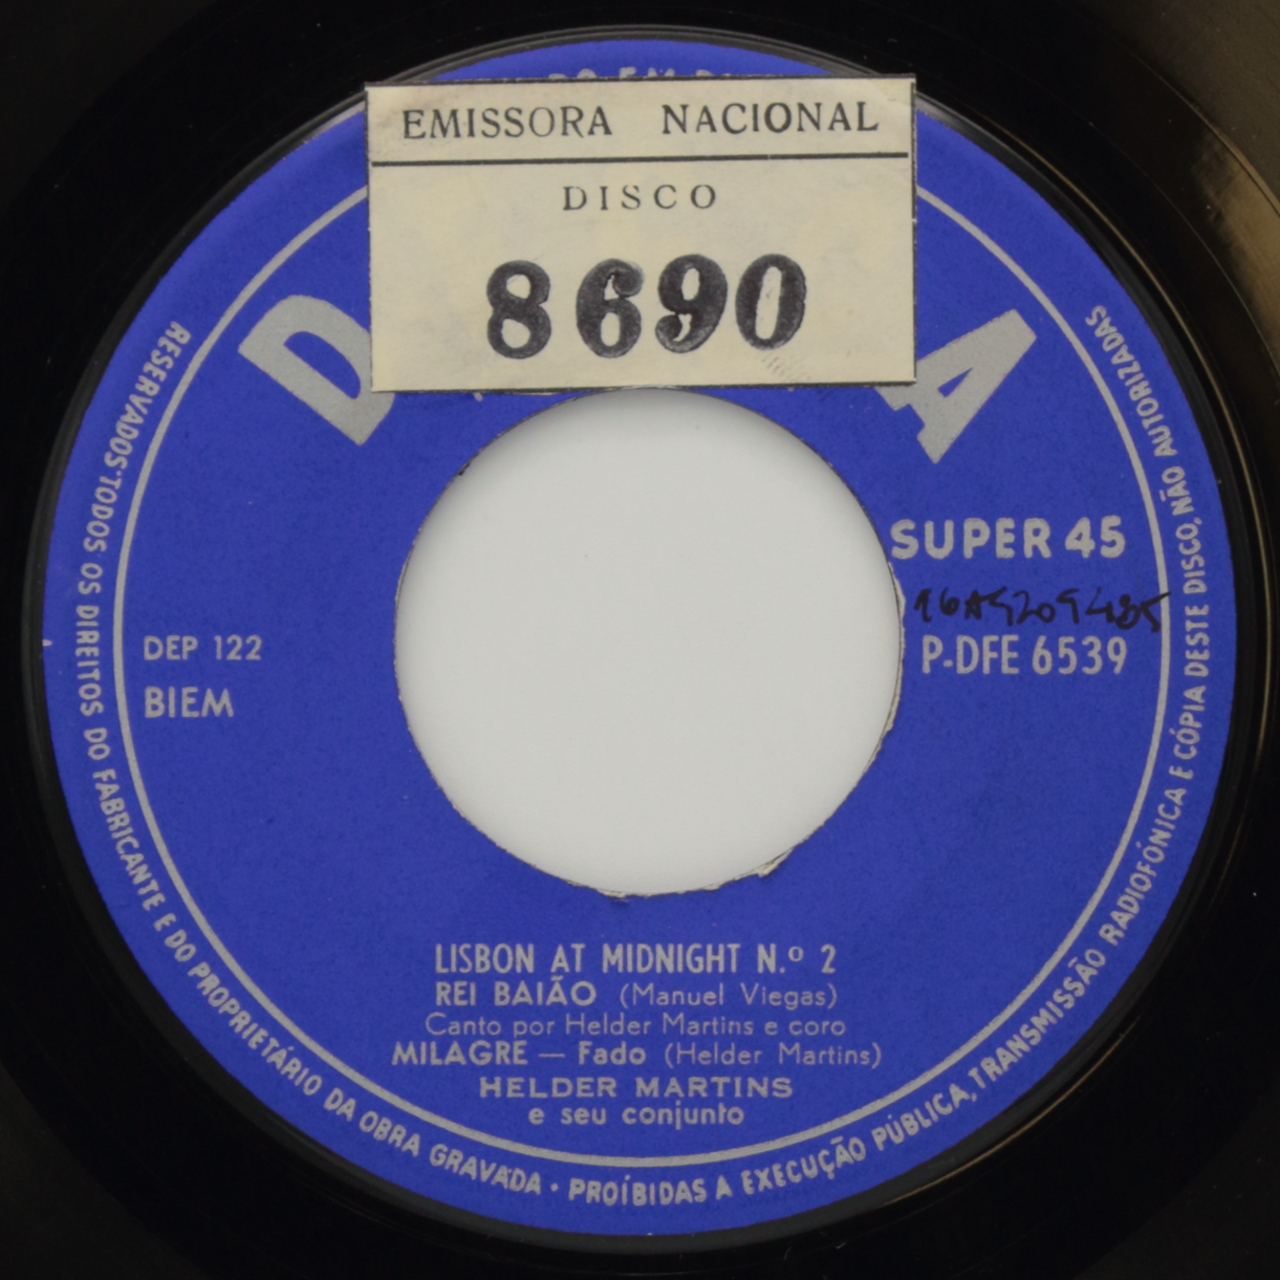 EMISSORA NACIONAL
DISCO
8690
SUPER 45
P-DFE 6539
DEP 122
BIEM
LISBON AT MIDNIGHT N.º 2
REI BAIÃO (Manuel Viegas)
Canto por Helder Martins e coro
MILAGRE — Fado (Helder Martins)
HELDER MARTINS
e seu conjunto
RESERVADOS TODOS OS DIREITOS DO FABRICANTE E DO PROPRIETÁRIO DA OBRA GRAVADA • PROÍBIDAS A EXECUÇÃO PÚBLICA, TRANSMISSÃO RADIOFÓNICA E CÓPIA DESTE DISCO, NÃO AUTORIZADAS